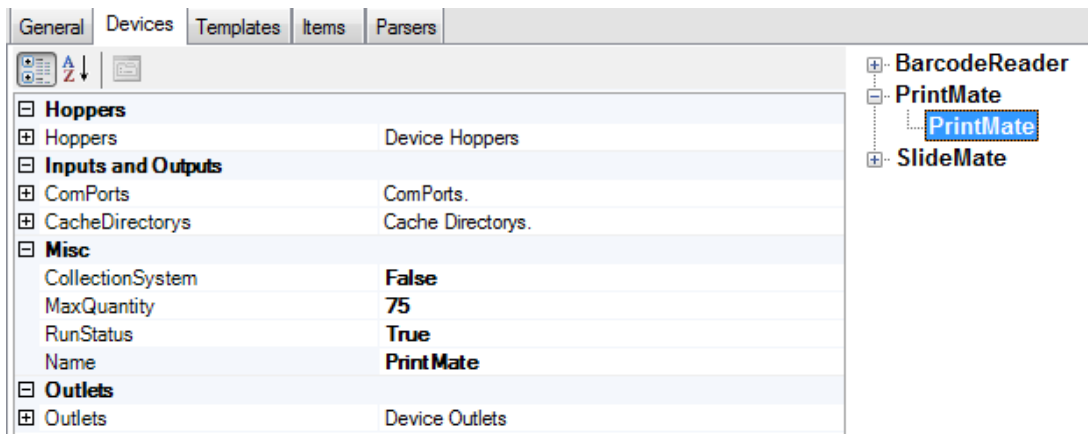 General Devices Templates Items Parsers
A
Z
Hoppers
Hoppers Device Hoppers
Inputs and Outputs
ComPorts ComPorts.
CacheDirectorys Cache Directorys.
Misc
CollectionSystem False
MaxQuantity 75
RunStatus True
Name PrintMate
Outlets
Outlets Device Outlets
BarcodeReader
PrintMate
PrintMate
SlideMate